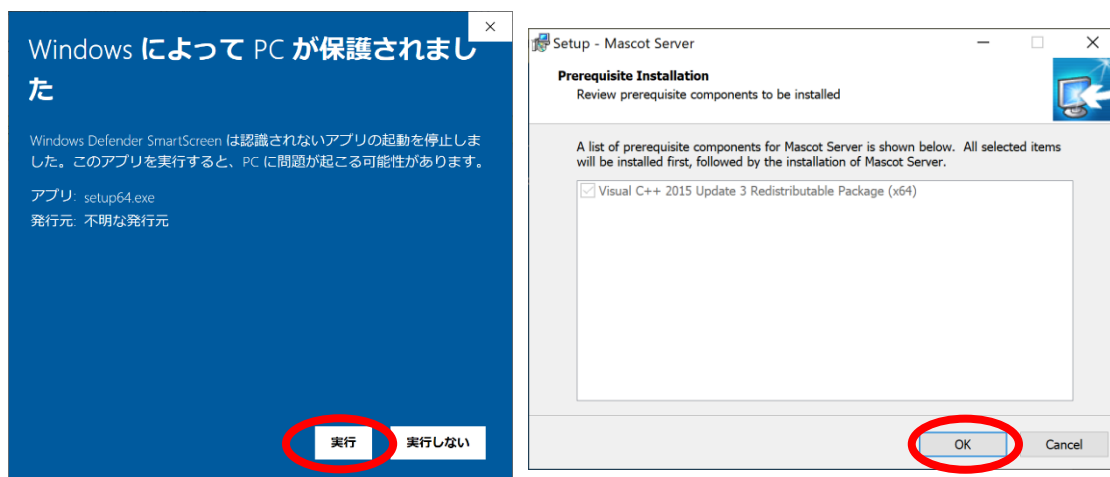 Windows によって PC が保護されまし
た
Windows Defender SmartScreen は認識されないアプリの起動を停止しま
した。このアプリを実行すると、PC に問題が起こる可能性があります。
アプリ: setup64.exe
発行元: 不明な発行元
実行
実行しない
Setup - Mascot Server
Prerequisite Installation
Review prerequisite components to be installed
A list of prerequisite components for Mascot Server is shown below. All selected items
will be installed first, followed by the installation of Mascot Server.
Visual C++ 2015 Update 3 Redistributable Package (x64)
OK
Cancel